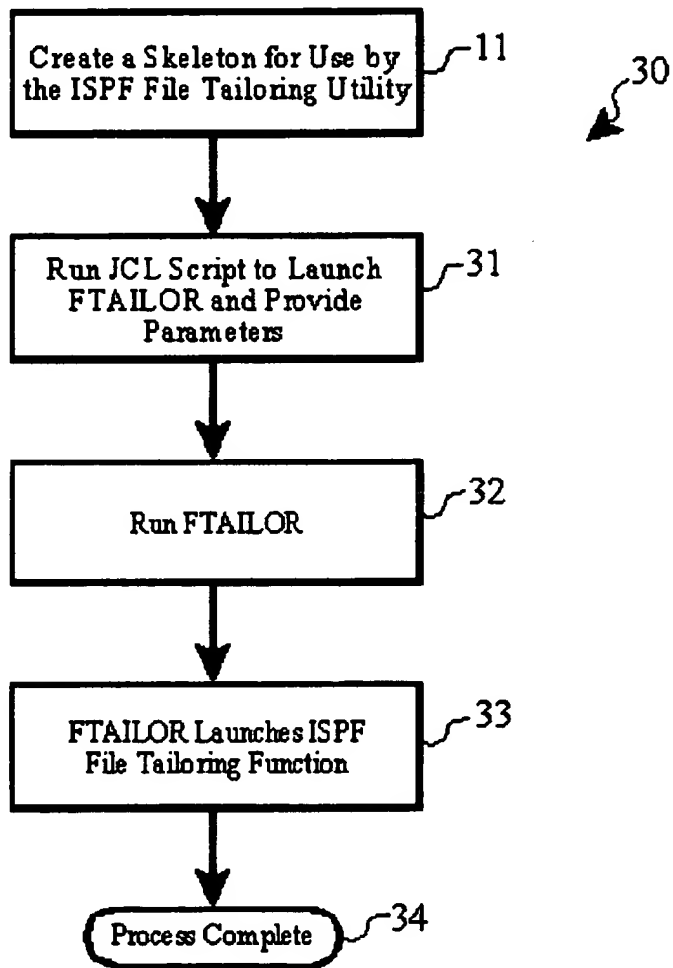 Create a Skeleton for Use by
the ISPF File Tailoring Utility
11
30
Run JCL Script to Launch
FTAILOR and Provide
Parameters
31
Run FTAILOR
32
FTAILOR Launches ISPF
File Tailoring Function
33
Process Complete
34